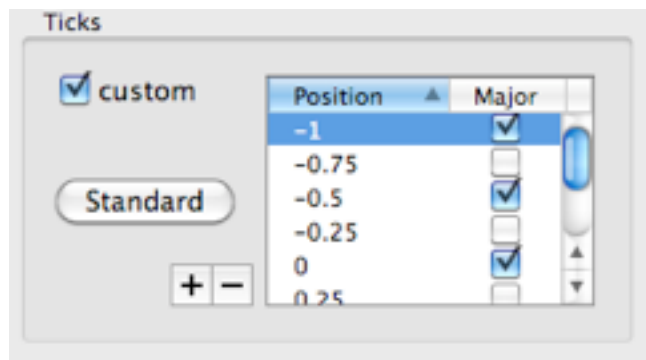 Ticks
custom
Position Major
-1
-0.75
Standard
-0.5
-0.25
0
+ −
0.25